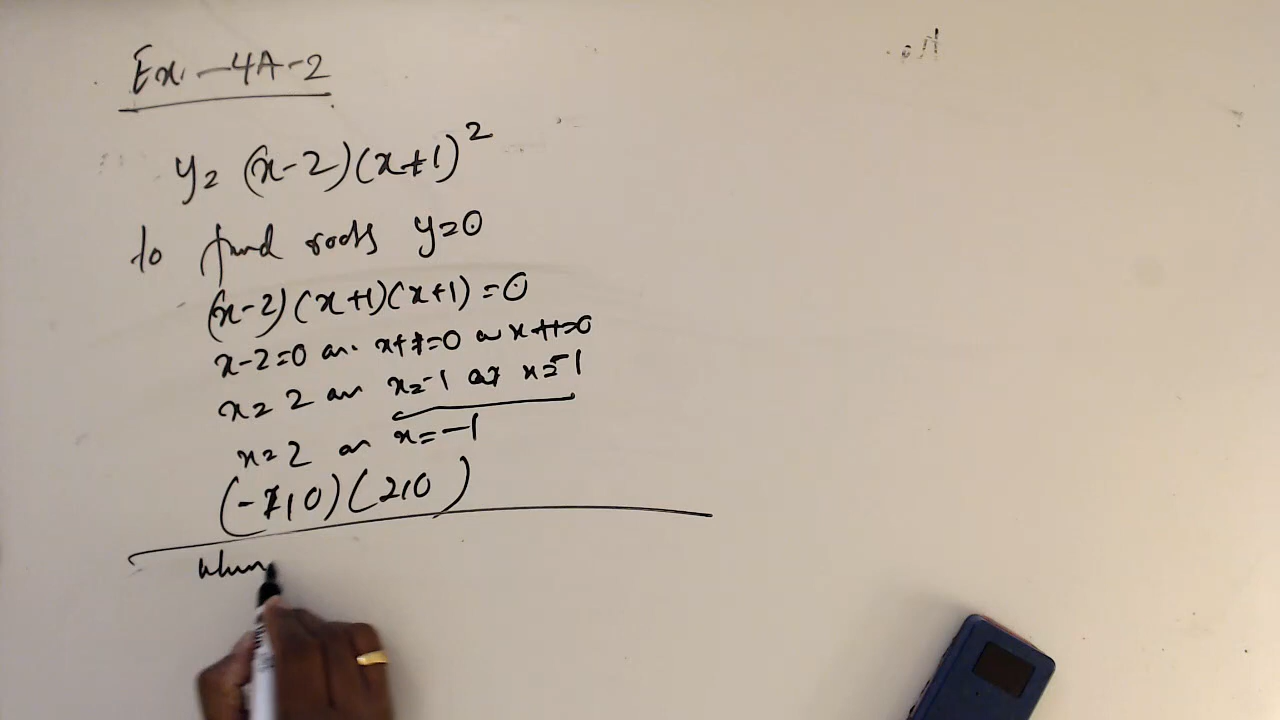 Ex. - 4A - 2
y = (x-2)(x+1)²
to find roots y=0
(x-2)(x+1)(x+1) = 0
x-2=0 or x+1=0 or x+1=0
x=2 or x=-1 or x=-1
x=2 or x=-1
(-1,0)(2,0)
when